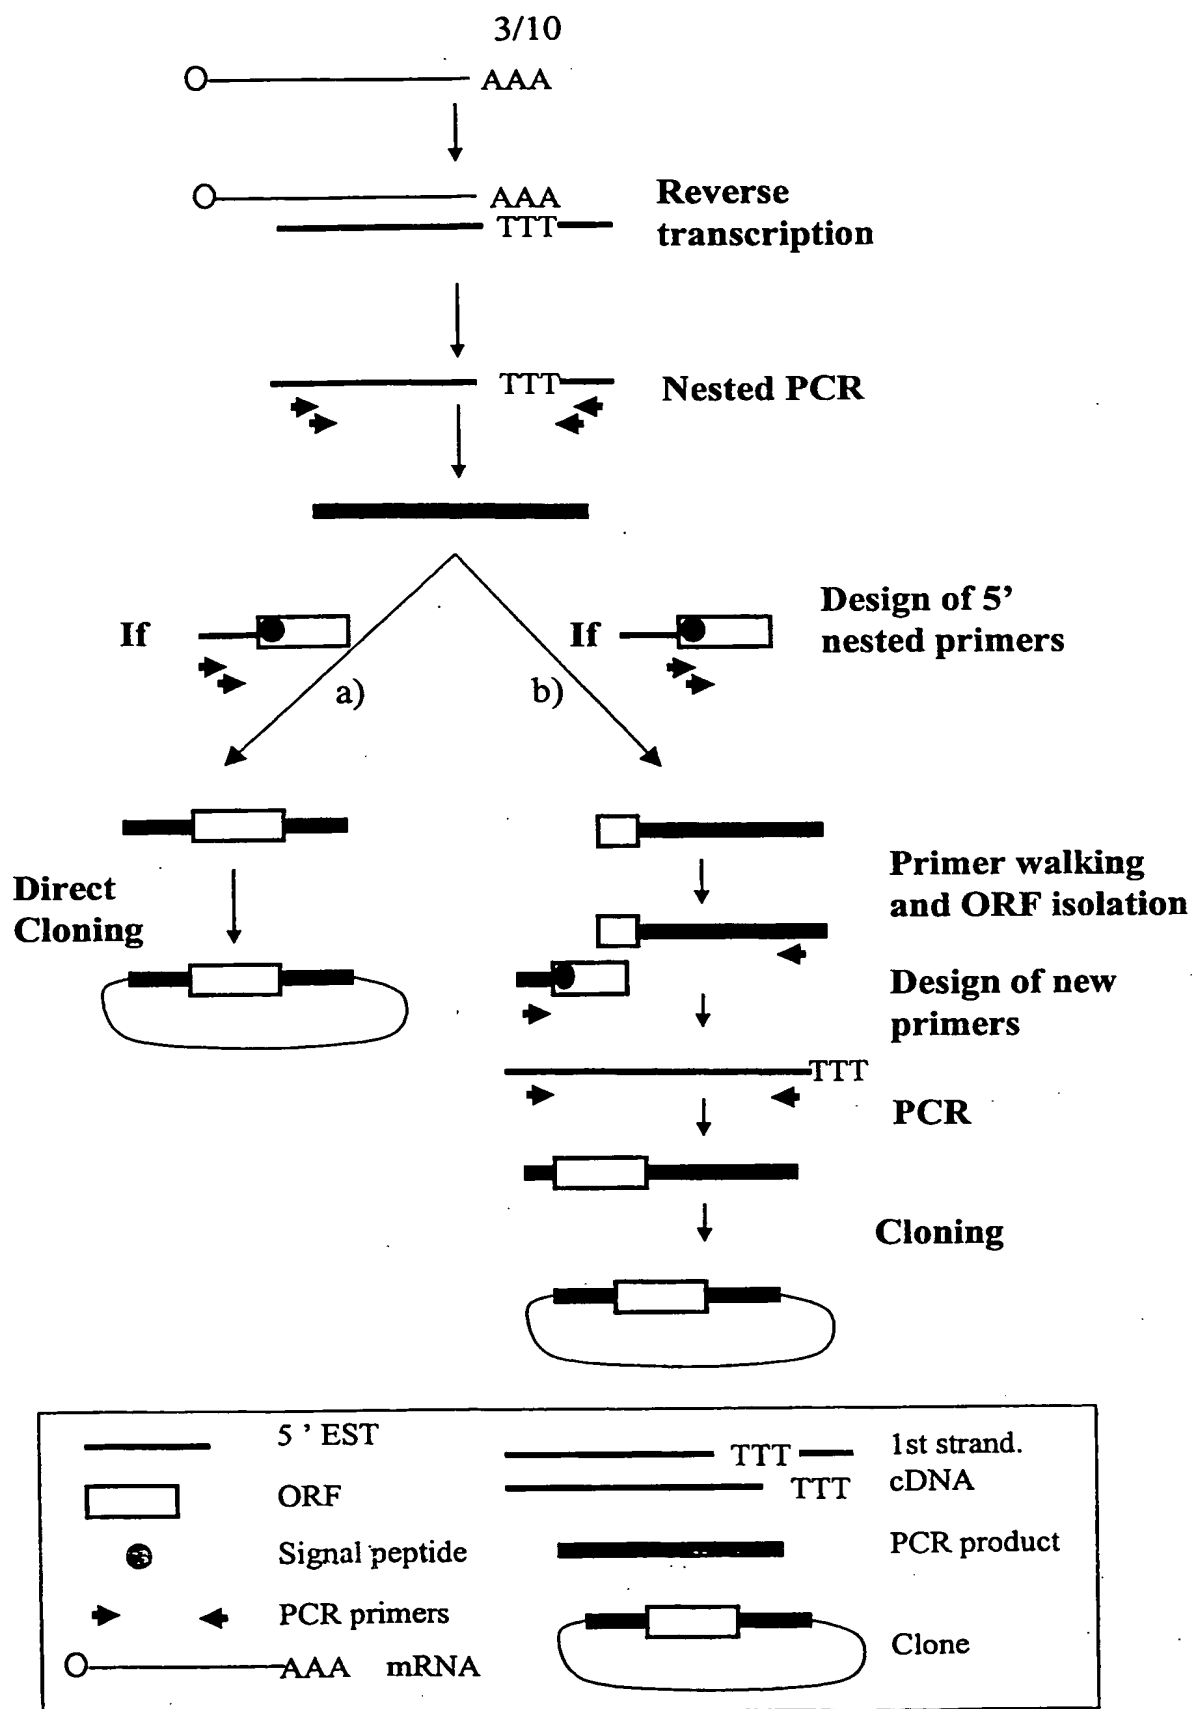 3/10
AAA
AAA
TTT
Reverse
transcription
TTT
Nested PCR
If
If
Design of 5'
nested primers
a)
b)
Direct
Cloning
Primer walking
and ORF isolation
Design of new
primers
TTT
PCR
Cloning
5 ' EST
ORF
Signal peptide
PCR primers
AAA mRNA
TTT
TTT
1st strand.
cDNA
PCR product
Clone